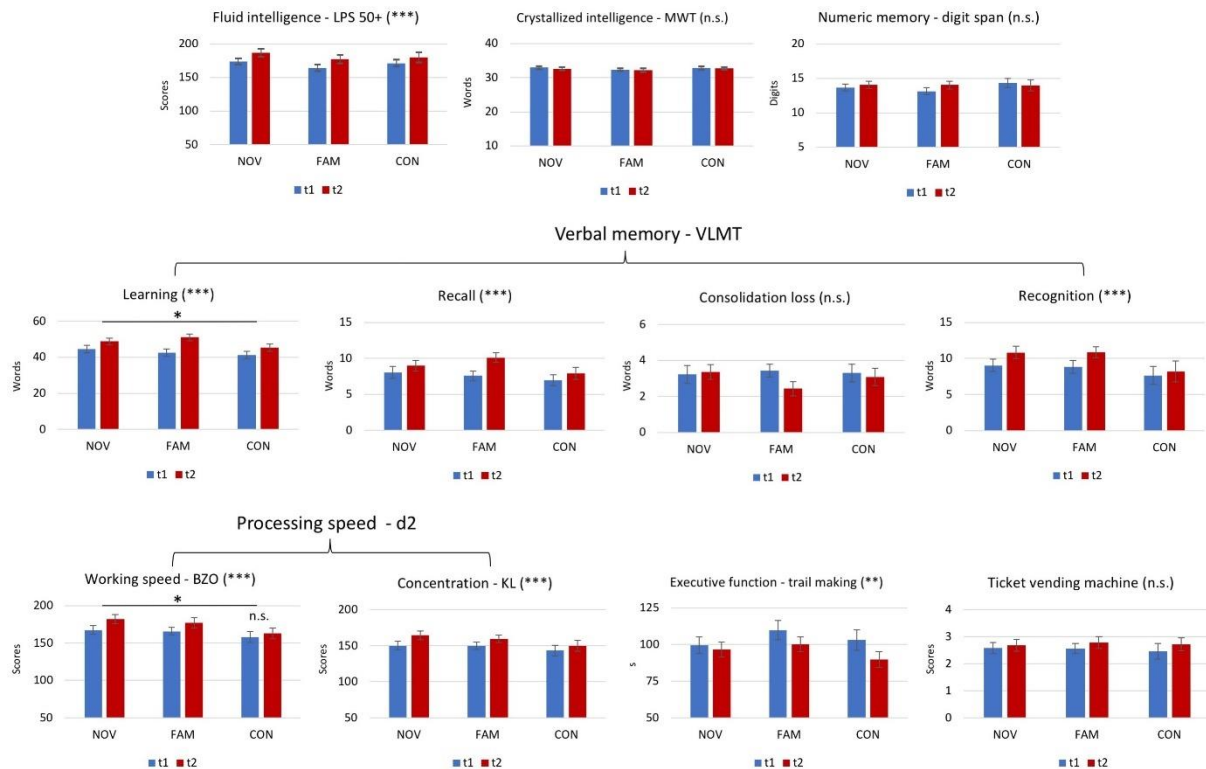 Fluid intelligence - LPS 50+ (***)
Scores
200
150
100
50
NOV FAM CON
t1 t2
Crystallized intelligence - MWT (n.s.)
Words
40
30
20
10
NOV FAM CON
t1 t2
Numeric memory - digit span (n.s.)
Digits
20
15
10
5
NOV FAM CON
t1 t2
Verbal memory - VLMT
Learning (***)
*
Words
60
40
20
0
NOV FAM CON
t1 t2
Recall (***)
Words
15
10
5
0
NOV FAM CON
t1 t2
Consolidation loss (n.s.)
Words
6
4
2
0
NOV FAM CON
t1 t2
Recognition (***)
Words
15
10
5
0
NOV FAM CON
t1 t2
Processing speed - d2
Working speed - BZO (***)
*
n.s.
Scores
200
150
100
50
NOV FAM CON
t1 t2
Concentration - KL (***)
Scores
200
150
100
50
NOV FAM CON
t1 t2
Executive function - trail making (**)
s
125
100
75
50
NOV FAM CON
t1 t2
Ticket vending machine (n.s.)
Scores
4
3
2
1
0
NOV FAM CON
t1 t2